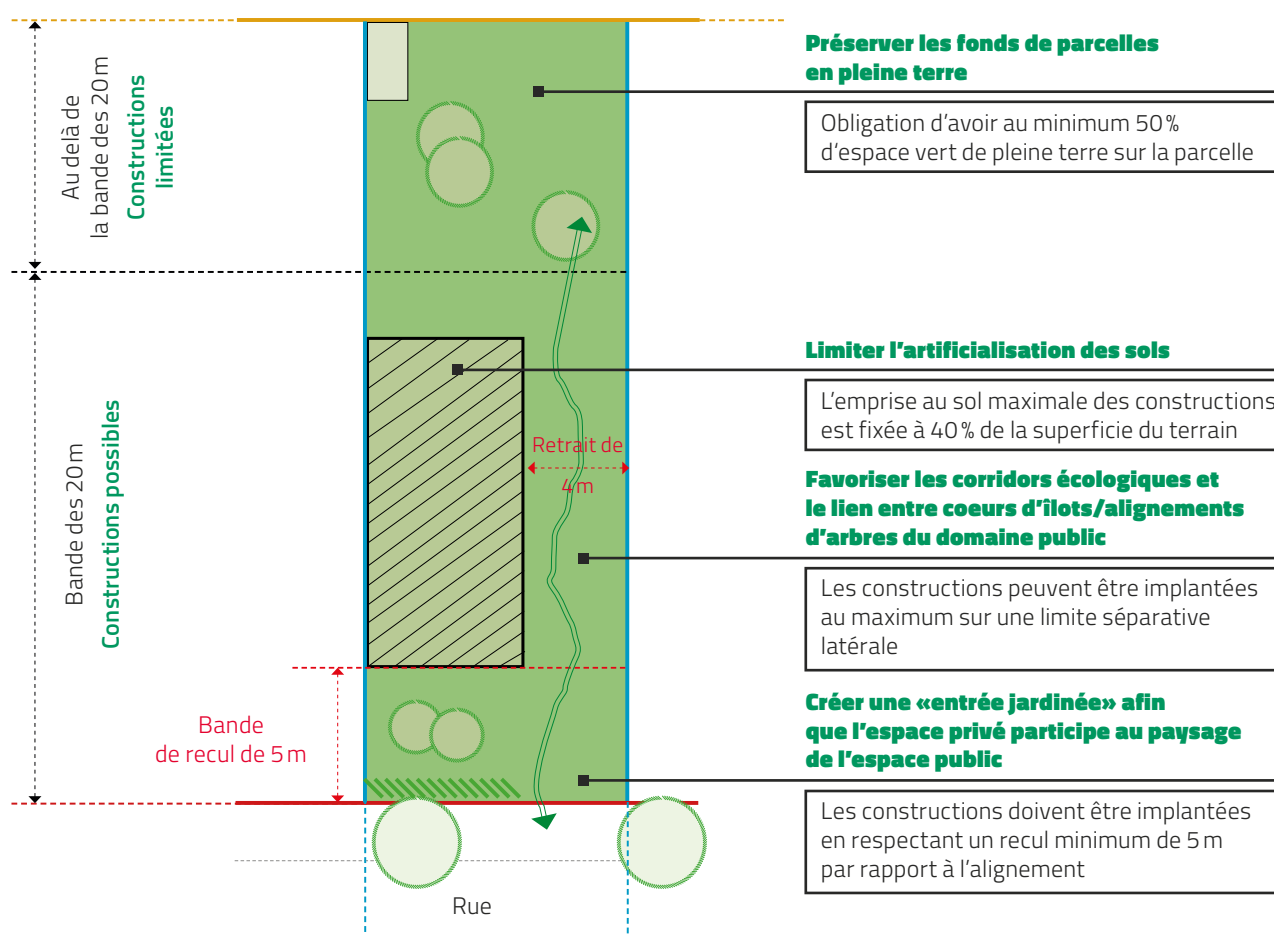 Au delà de
la bande des 20 m
Constructions
limitées
Bande des 20 m
Constructions possibles
Bande
de recul de 5 m
Retrait de
4 m
Rue
Préserver les fonds de parcelles
en pleine terre
Obligation d'avoir au minimum 50 %
d'espace vert de pleine terre sur la parcelle
Limiter l'artificialisation des sols
L'emprise au sol maximale des constructions
est fixée à 40 % de la superficie du terrain
Favoriser les corridors écologiques et
le lien entre coeurs d'îlots/alignements
d'arbres du domaine public
Les constructions peuvent être implantées
au maximum sur une limite séparative
latérale
Créer une «entrée jardinée» afin
que l'espace privé participe au paysage
de l'espace public
Les constructions doivent être implantées
en respectant un recul minimum de 5 m
par rapport à l'alignement